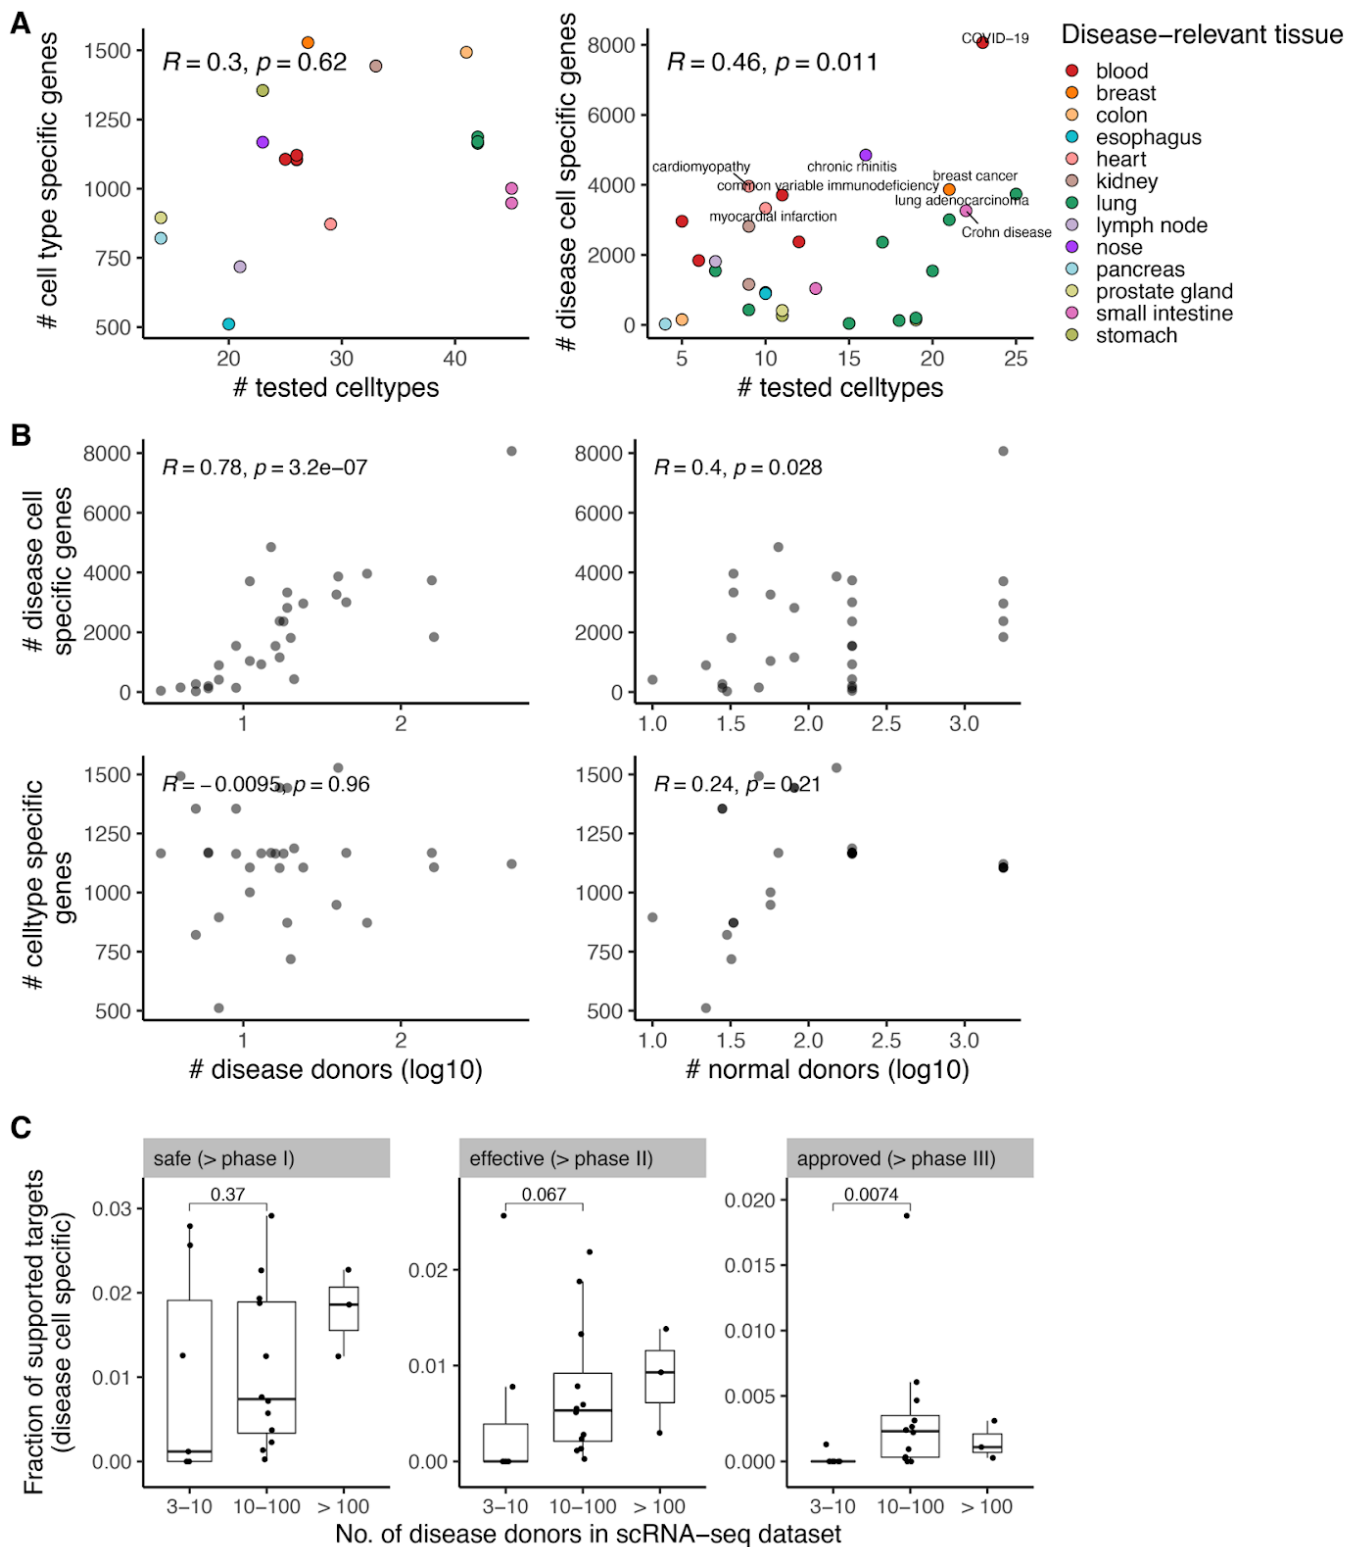 A
# cell type specific genes
1500
1250
1000
750
500
R = 0.3, p = 0.62
20
30
40
# tested celltypes
# disease cell specific genes
8000
6000
4000
2000
0
R = 0.46, p = 0.011
COVID−19
cardiomyopathy
chronic rhinitis
common variable immunodeficiency
breast cancer
lung adenocarcinoma
myocardial infarction
Crohn disease
5
10
15
20
25
# tested celltypes
Disease−relevant tissue
blood
breast
colon
esophagus
heart
kidney
lung
lymph node
nose
pancreas
prostate gland
small intestine
stomach
B
# disease cell
specific genes
8000
6000
4000
2000
0
R = 0.78, p = 3.2e−07
1
2
R = 0.4, p = 0.028
8000
6000
4000
2000
0
1.0
1.5
2.0
2.5
3.0
# celltype specific
genes
1500
1250
1000
750
500
R = −0.0095, p = 0.96
1
2
# disease donors (log10)
1500
1250
1000
750
500
R = 0.24, p = 0.21
1.0
1.5
2.0
2.5
3.0
# normal donors (log10)
C
Fraction of supported targets
(disease cell specific)
safe (> phase I)
0.03
0.02
0.01
0.00
0.37
3−10
10−100
> 100
effective (> phase II)
0.02
0.01
0.00
0.067
3−10
10−100
> 100
approved (> phase III)
0.020
0.015
0.010
0.005
0.000
0.0074
3−10
10−100
> 100
No. of disease donors in scRNA−seq dataset